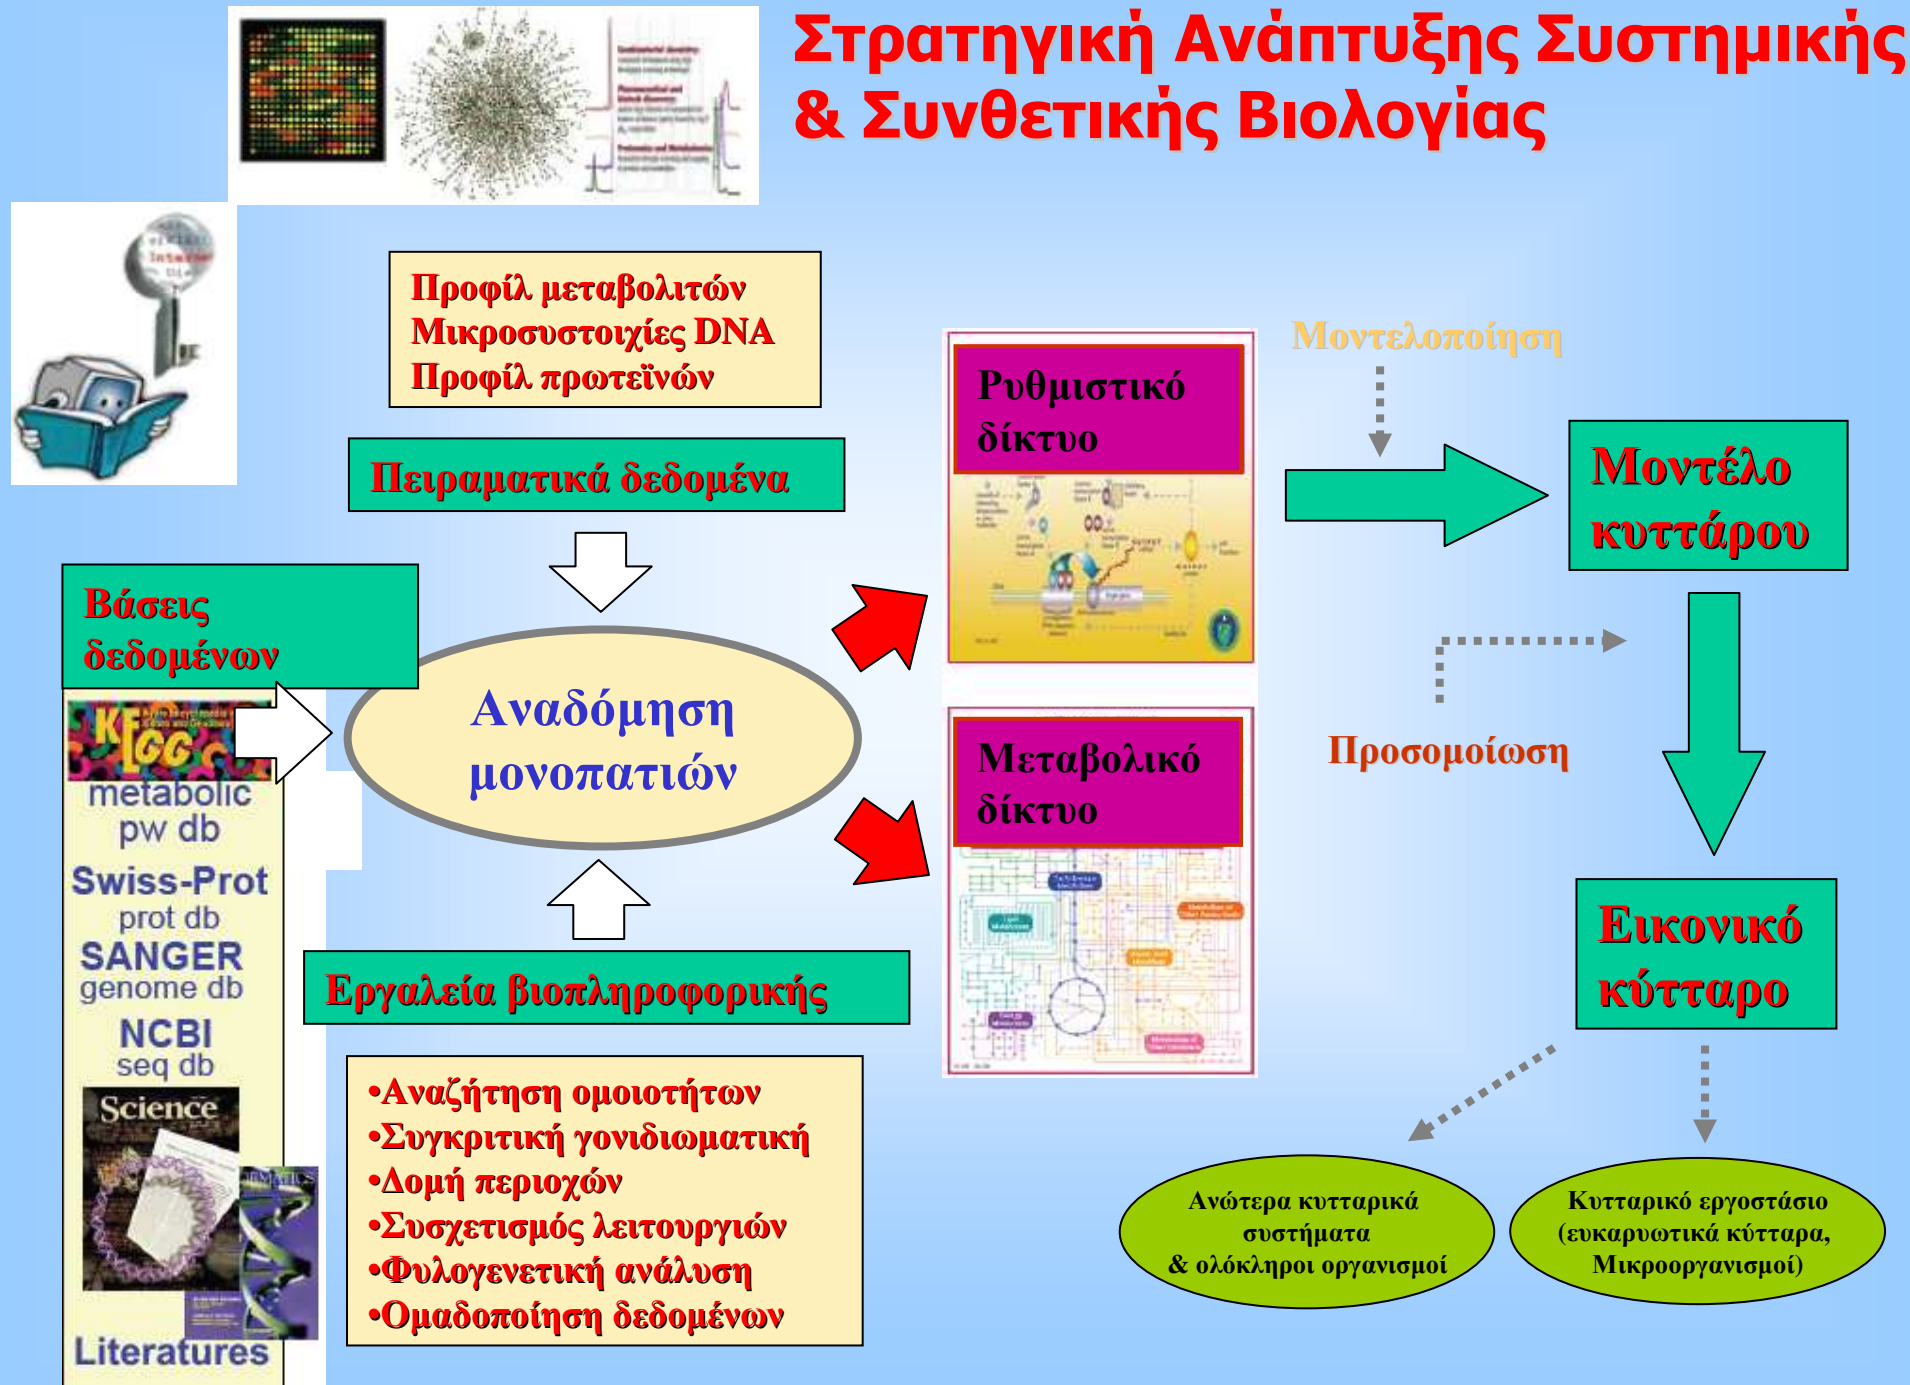 Στρατηγική Ανάπτυξης Συστημικής
& Συνθετικής Βιολογίας
Προφίλ μεταβολιτών
Μικροσυστοιχίες DNA
Προφίλ πρωτεϊνών
Πειραματικά δεδομένα
Βάσεις
δεδομένων
KEGG
metabolic
pw db
Swiss-Prot
prot db
SANGER
genome db
NCBI
seq db
Science
Literatures
Αναδόμηση
μονοπατιών
Εργαλεία βιοπληροφορικής
•Αναζήτηση ομοιοτήτων
•Συγκριτική γονιδιωματική
•Δομή περιοχών
•Συσχετισμός λειτουργιών
•Φυλογενετική ανάλυση
•Ομαδοποίηση δεδομένων
Ρυθμιστικό
δίκτυο
Μεταβολικό
δίκτυο
Μοντελοποίηση
Μοντέλο
κυττάρου
Προσομοίωση
Εικονικό
κύτταρο
Ανώτερα κυτταρικά
συστήματα
& ολόκληροι οργανισμοί
Κυτταρικό εργοστάσιο
(ευκαρυωτικά κύτταρα,
Μικροοργανισμοί)